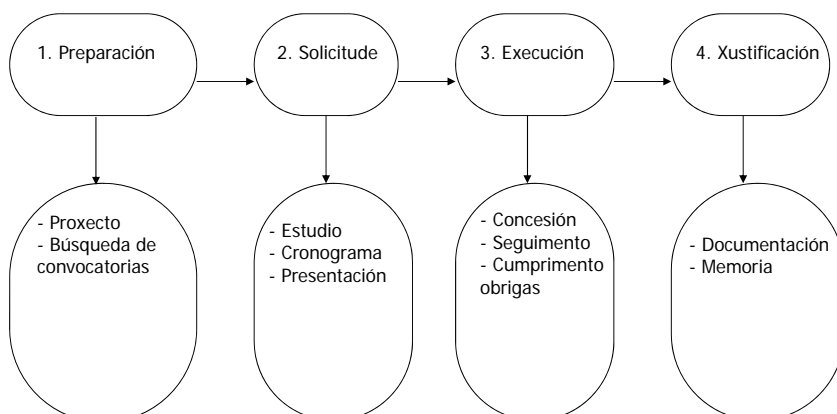 1. Preparación
2. Solicitude
3. Execución
4. Xustificación
- Proxecto
- Búsqueda de
convocatorias
- Estudio
- Cronograma
- Presentación
- Concesión
- Seguimento
- Cumprimento
obrigas
- Documentación
- Memoria